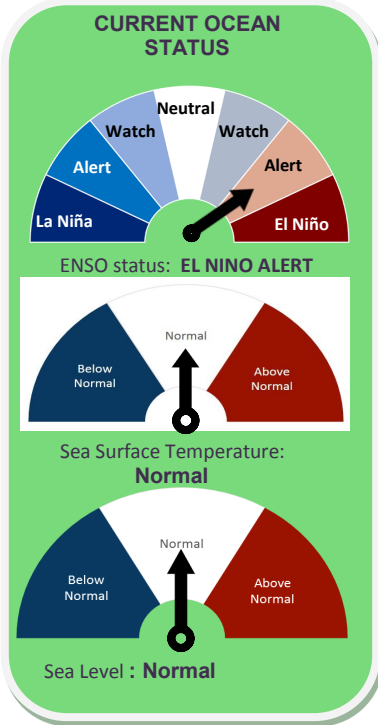 CURRENT OCEAN
STATUS
Neutral
Watch
Watch
Alert
Alert
La Niña
El Niño
ENSO status: EL NINO ALERT
Normal
Below
Normal
Above
Normal
Sea Surface Temperature:
Normal
Normal
Below
Normal
Above
Normal
Sea Level : Normal